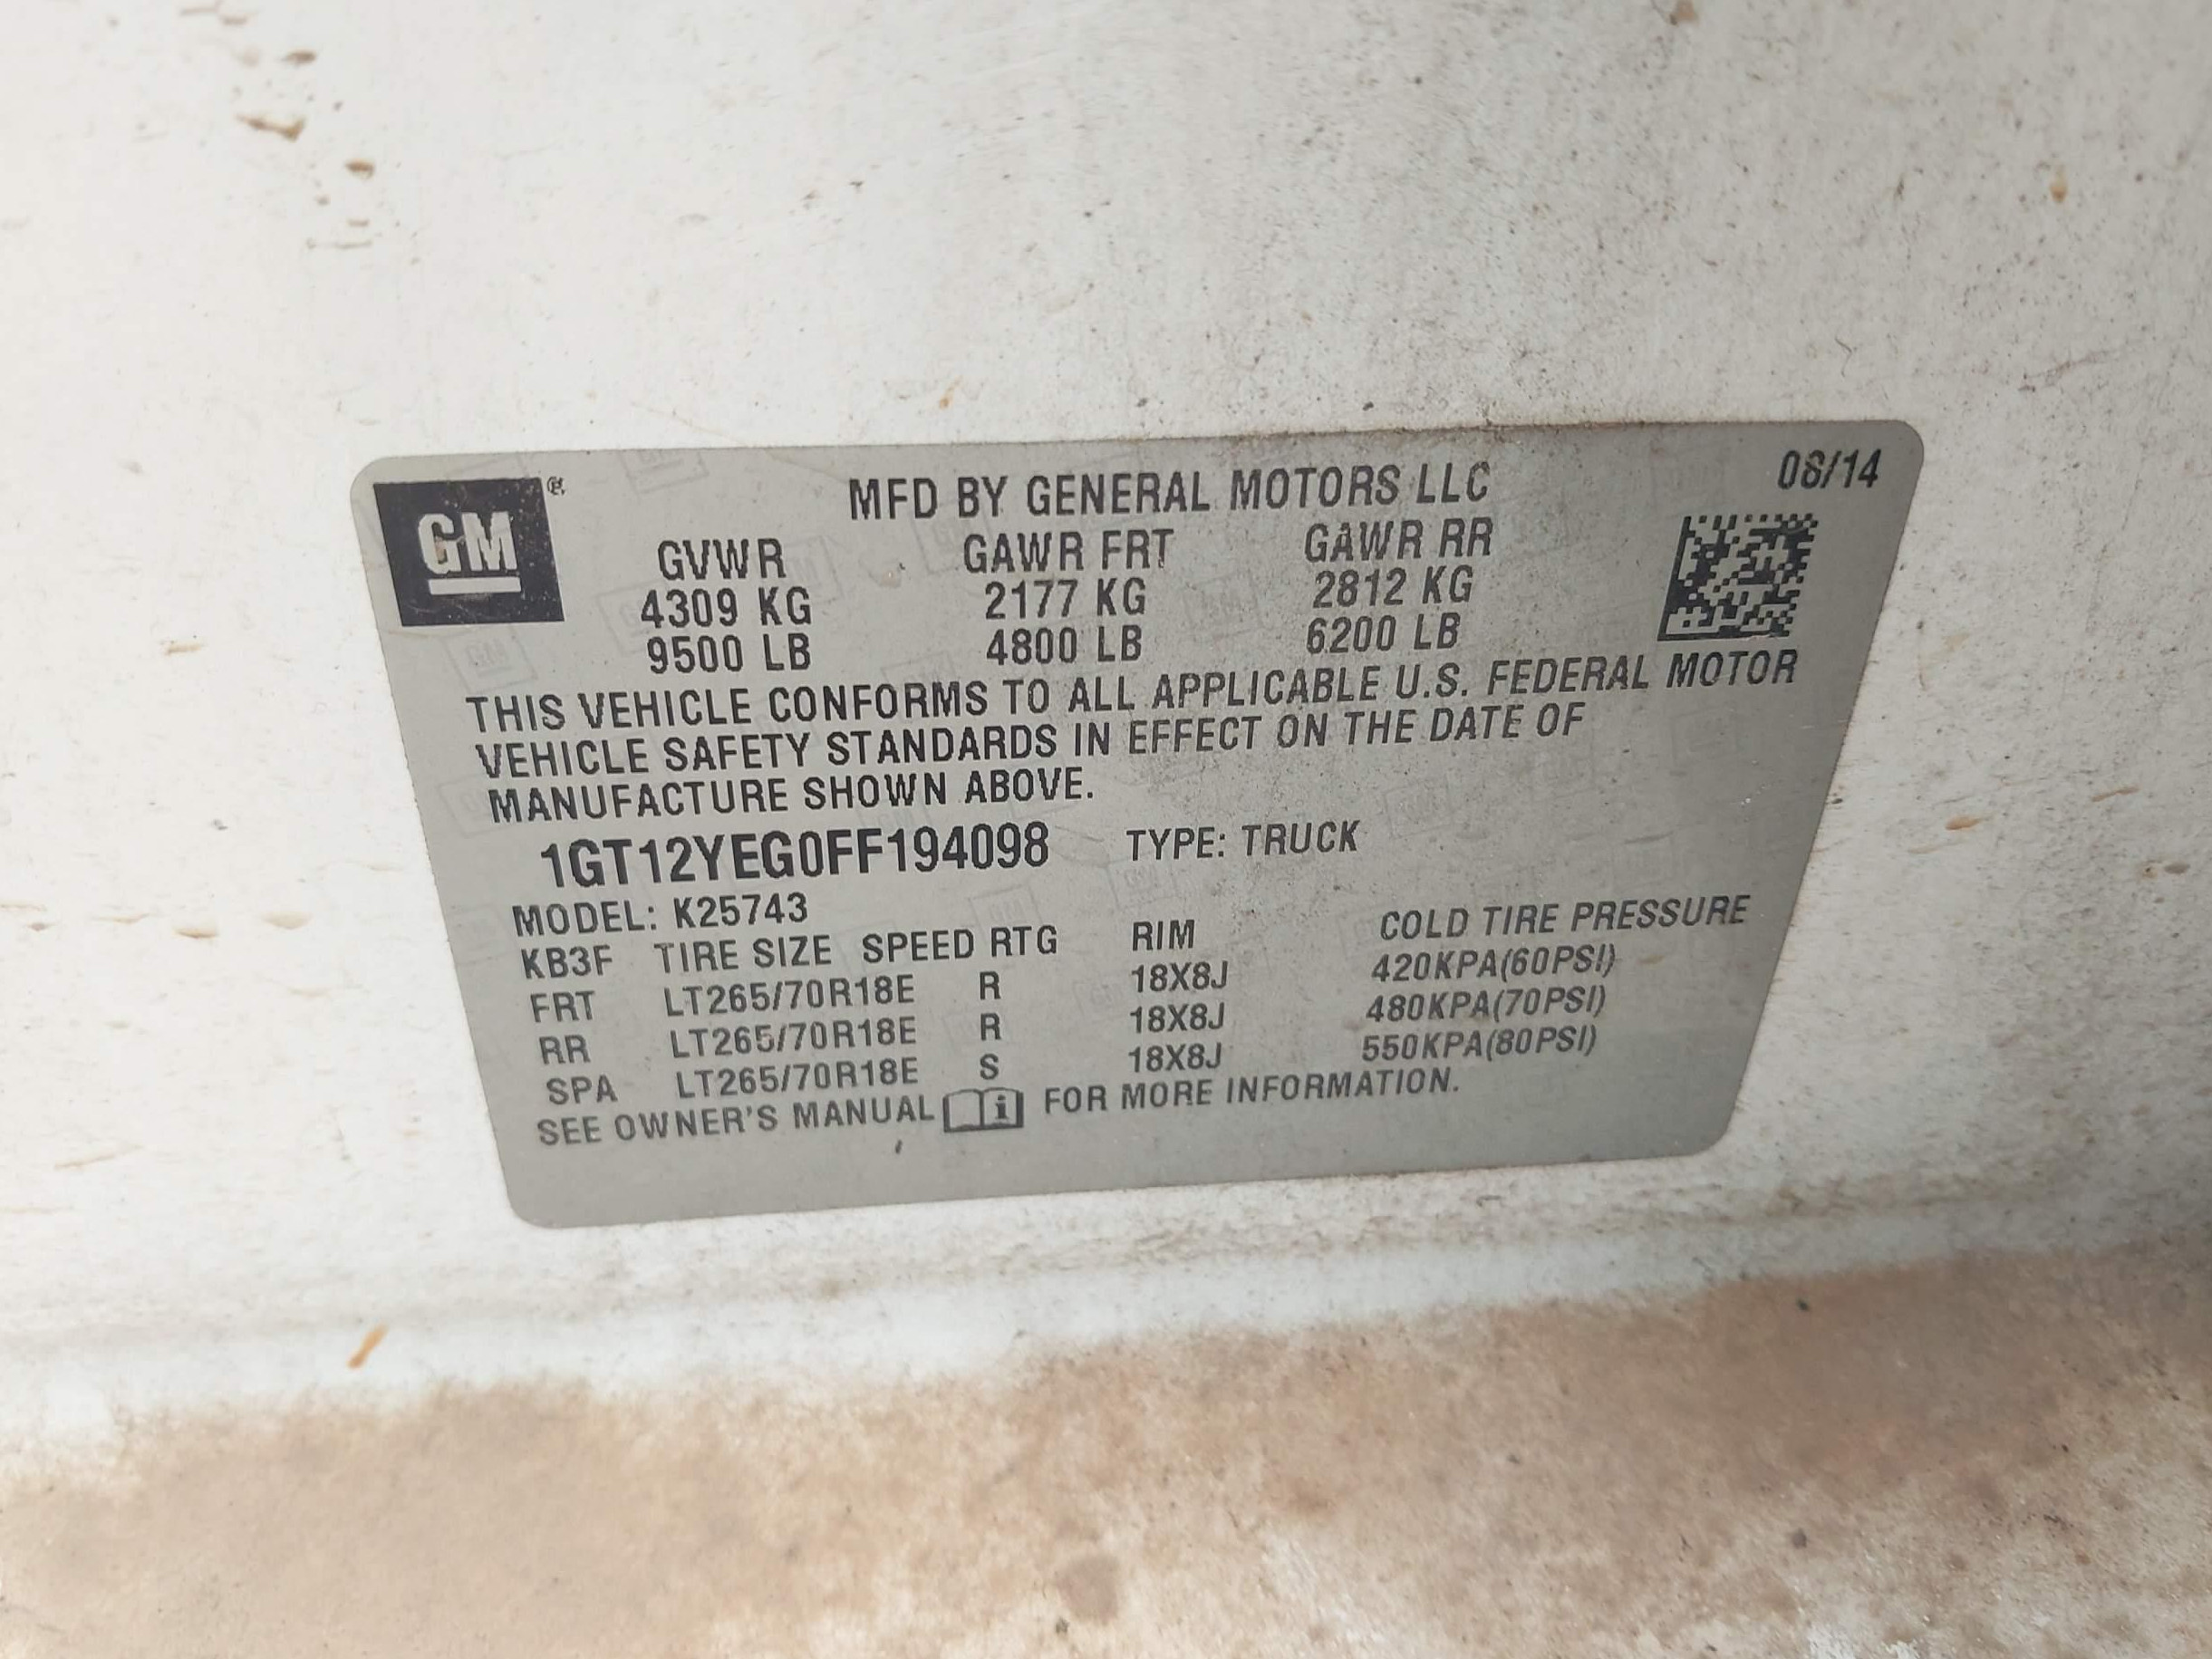 GM®
MFD BY GENERAL MOTORS LLC 08/14
GVWR GAWR FRT GAWR RR
4309 KG 2177 KG 2812 KG
9500 LB 4800 LB 6200 LB
THIS VEHICLE CONFORMS TO ALL APPLICABLE U.S. FEDERAL MOTOR
VEHICLE SAFETY STANDARDS IN EFFECT ON THE DATE OF
MANUFACTURE SHOWN ABOVE.
1GT12YEG0FF194098 TYPE: TRUCK
MODEL: K25743
KB3F TIRE SIZE SPEED RTG RIM COLD TIRE PRESSURE
FRT LT265/70R18E R 18X8J 420KPA(60PSI)
RR LT265/70R18E R 18X8J 480KPA(70PSI)
SPA LT265/70R18E S 18X8J 550KPA(80PSI)
SEE OWNER'S MANUAL FOR MORE INFORMATION.